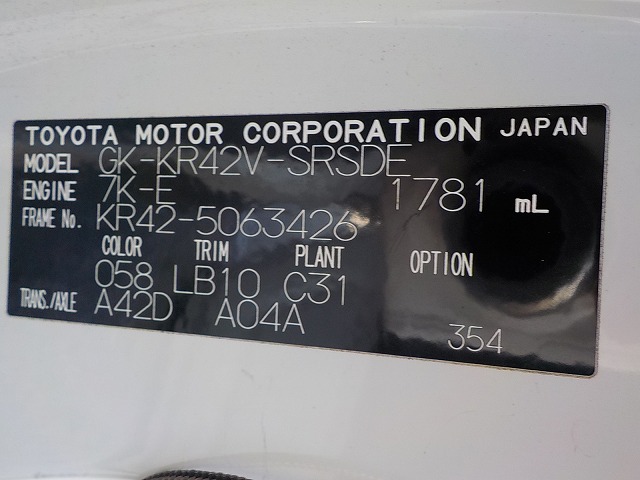 TOYOTA MOTOR CORPORATION JAPAN
MODEL GK-KR42V-SRSDE
ENGINE 7K-E 1781 mL
FRAME No. KR42-5063426
COLOR TRIM PLANT OPTION
058 LB10 C31
TRANS./AXLE A42D A04A
354